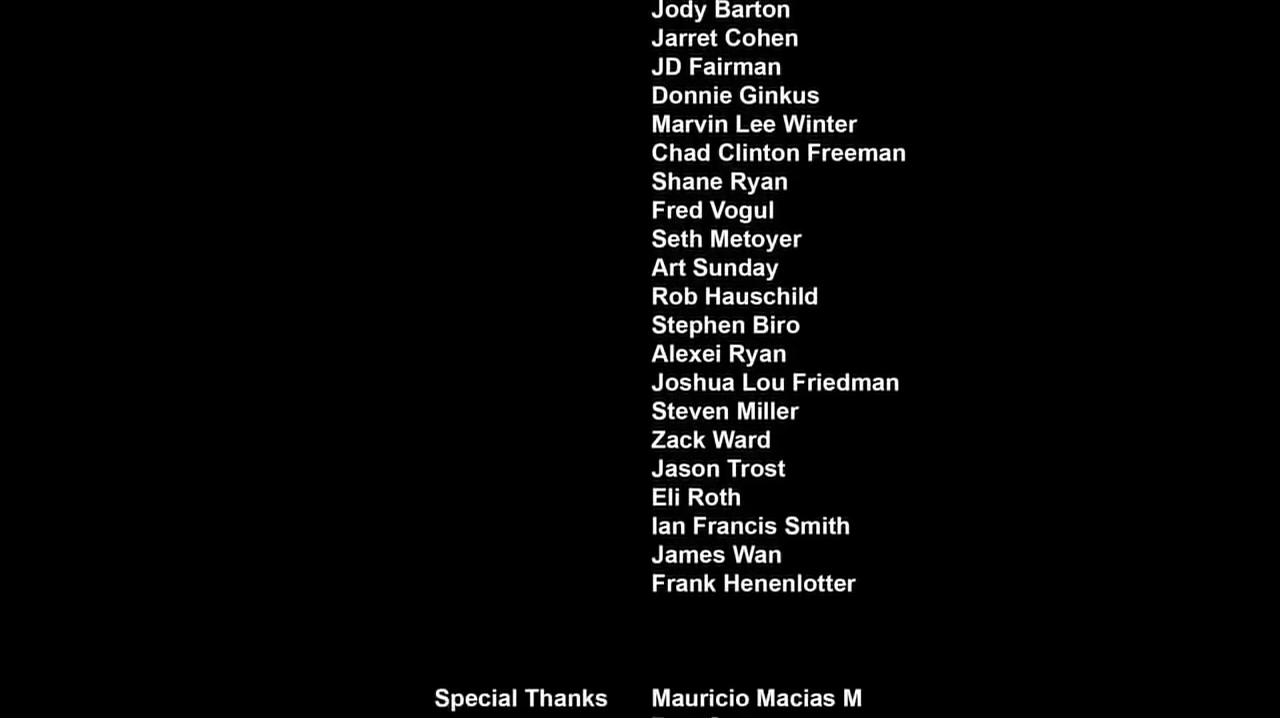 Jody Barton
Jarret Cohen
JD Fairman
Donnie Ginkus
Marvin Lee Winter
Chad Clinton Freeman
Shane Ryan
Fred Vogul
Seth Metoyer
Art Sunday
Rob Hauschild
Stephen Biro
Alexei Ryan
Joshua Lou Friedman
Steven Miller
Zack Ward
Jason Trost
Eli Roth
Ian Francis Smith
James Wan
Frank Henenlotter
Special Thanks Mauricio Macias M